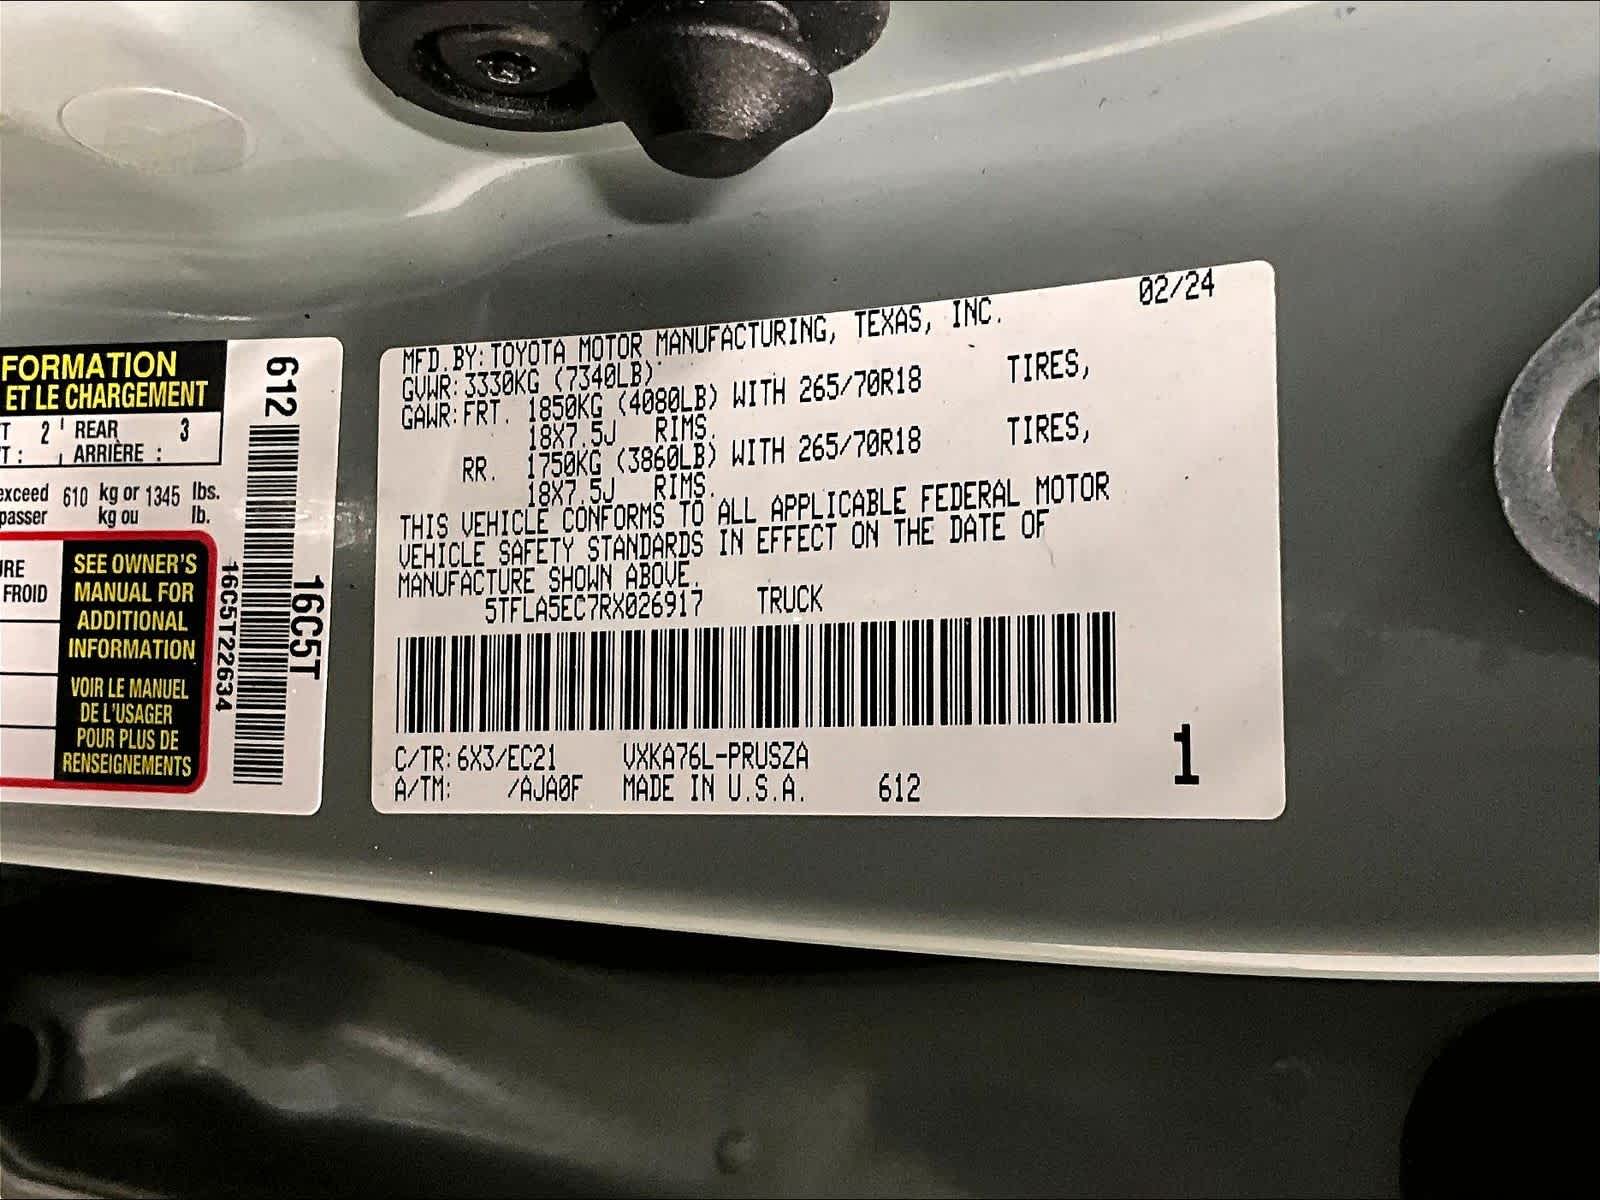 FORMATION
ET LE CHARGEMENT
T 2 REAR 3
T : ARRIÈRE :
exceed 610 kg or 1345 lbs.
passer kg ou lb.
URE
FROID
SEE OWNER'S
MANUAL FOR
ADDITIONAL
INFORMATION
VOIR LE MANUEL
DE L'USAGER
POUR PLUS DE
RENSEIGNEMENTS
612
16C5T
16C5T22634
02/24
MFD.BY:TOYOTA MOTOR MANUFACTURING, TEXAS, INC.
GVWR:3330KG (7340LB)
GAWR:FRT. 1850KG (4080LB) WITH 265/70R18 TIRES,
18X7.5J RIMS.
RR. 1750KG (3860LB) WITH 265/70R18 TIRES,
18X7.5J RIMS.
THIS VEHICLE CONFORMS TO ALL APPLICABLE FEDERAL MOTOR
VEHICLE SAFETY STANDARDS IN EFFECT ON THE DATE OF
MANUFACTURE SHOWN ABOVE.
5TFLA5EC7RX026917 TRUCK
C/TR:6X3/EC21 VXKA76L-PRUSZA
A/TM: /AJA0F MADE IN U.S.A. 612
1